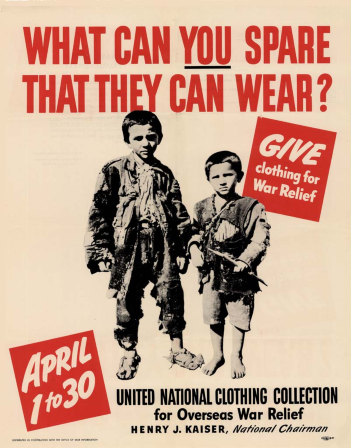 WHAT CAN YOU SPARE
THAT THEY CAN WEAR?
GIVE
clothing for
War Relief
APRIL
1 to 30
UNITED NATIONAL CLOTHING COLLECTION
for Overseas War Relief
HENRY J. KAISER, National Chairman